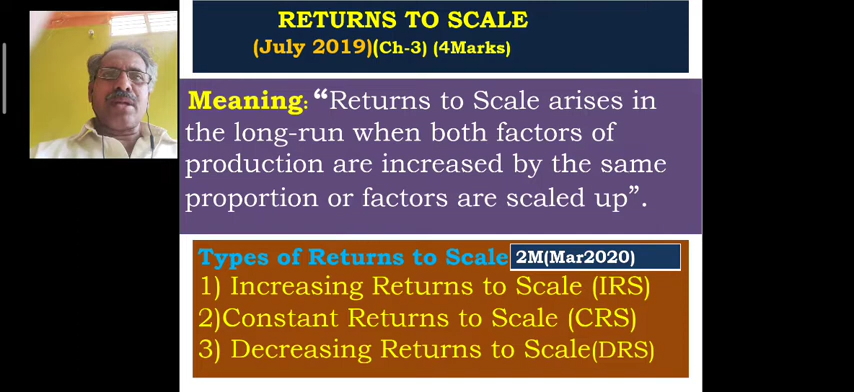 RETURNS TO SCALE
(July 2019)(Ch-3) (4Marks)
Meaning: “Returns to Scale arises in
the long-run when both factors of
production are increased by the same
proportion or factors are scaled up”.
Types of Returns to Scale 2M(Mar2020)
1) Increasing Returns to Scale (IRS)
2)Constant Returns to Scale (CRS)
3) Decreasing Returns to Scale(DRS)